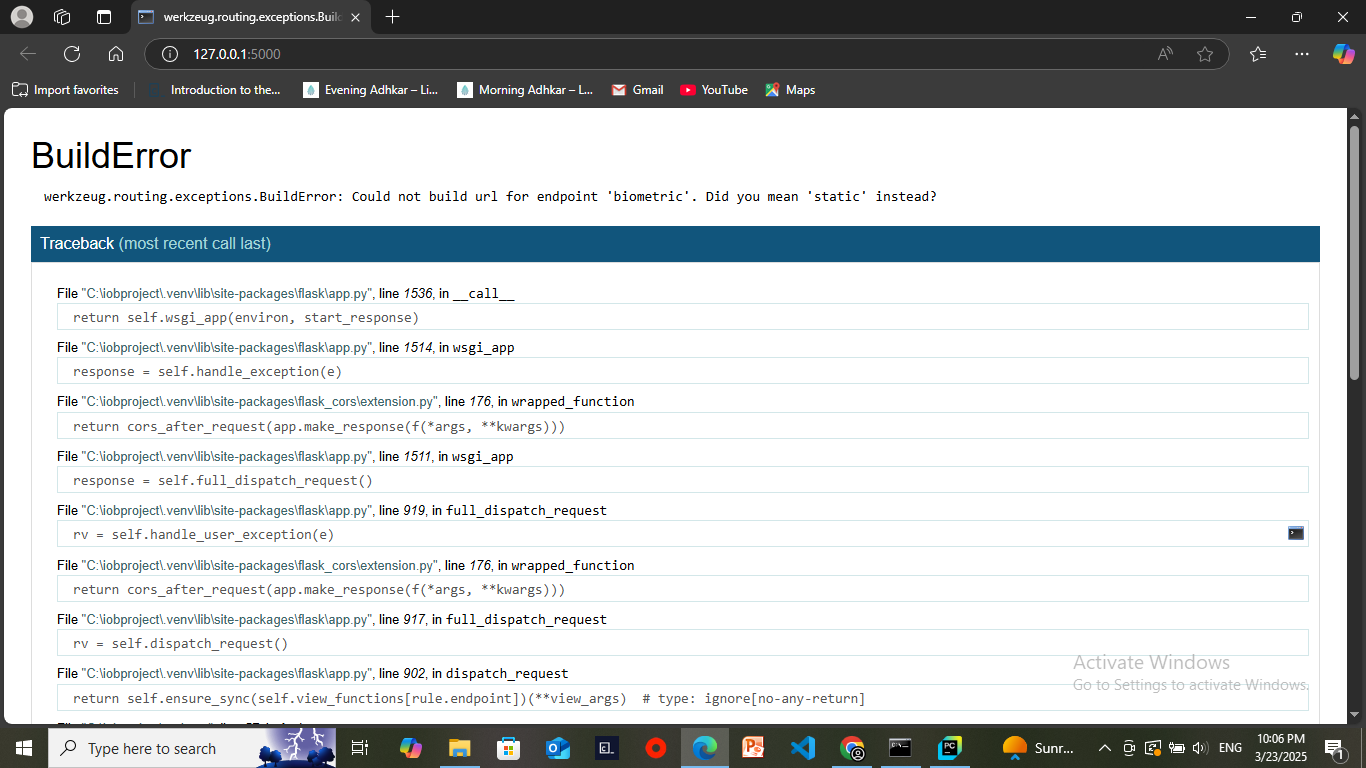 werkzeug.routing.exceptions.Buil
127.0.0.1:5000
Import favorites
Introduction to the...
Evening Adhkar – Li...
Morning Adhkar – L...
Gmail
YouTube
Maps
BuildError
werkzeug.routing.exceptions.BuildError: Could not build url for endpoint 'biometric'. Did you mean 'static' instead?
Traceback (most recent call last)
File "C:\iobproject\.venv\lib\site-packages\flask\app.py", line 1536, in __call__
return self.wsgi_app(environ, start_response)
File "C:\iobproject\.venv\lib\site-packages\flask\app.py", line 1514, in wsgi_app
response = self.handle_exception(e)
File "C:\iobproject\.venv\lib\site-packages\flask_cors\extension.py", line 176, in wrapped_function
return cors_after_request(app.make_response(f(*args, **kwargs)))
File "C:\iobproject\.venv\lib\site-packages\flask\app.py", line 1511, in wsgi_app
response = self.full_dispatch_request()
File "C:\iobproject\.venv\lib\site-packages\flask\app.py", line 919, in full_dispatch_request
rv = self.handle_user_exception(e)
File "C:\iobproject\.venv\lib\site-packages\flask_cors\extension.py", line 176, in wrapped_function
return cors_after_request(app.make_response(f(*args, **kwargs)))
File "C:\iobproject\.venv\lib\site-packages\flask\app.py", line 917, in full_dispatch_request
rv = self.dispatch_request()
File "C:\iobproject\.venv\lib\site-packages\flask\app.py", line 902, in dispatch_request
return self.ensure_sync(self.view_functions[rule.endpoint])(**view_args)  # type: ignore[no-any-return]
Activate Windows
Go to Settings to activate Windows.
Type here to search
Sunr...
ENG
10:06 PM
3/23/2025
1